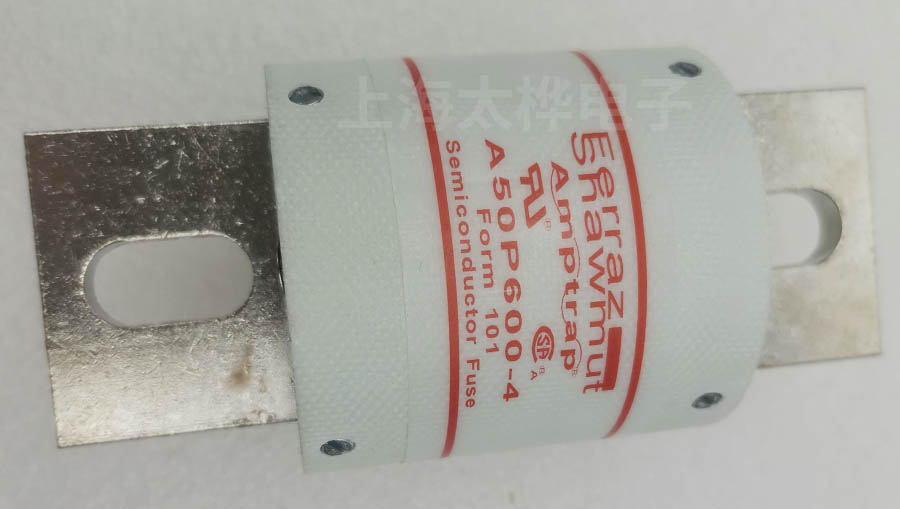 上海太桦电子
Ferraz
Shawmut
Amptrap®
A50P600-4
Form 101
Semiconductor Fuse